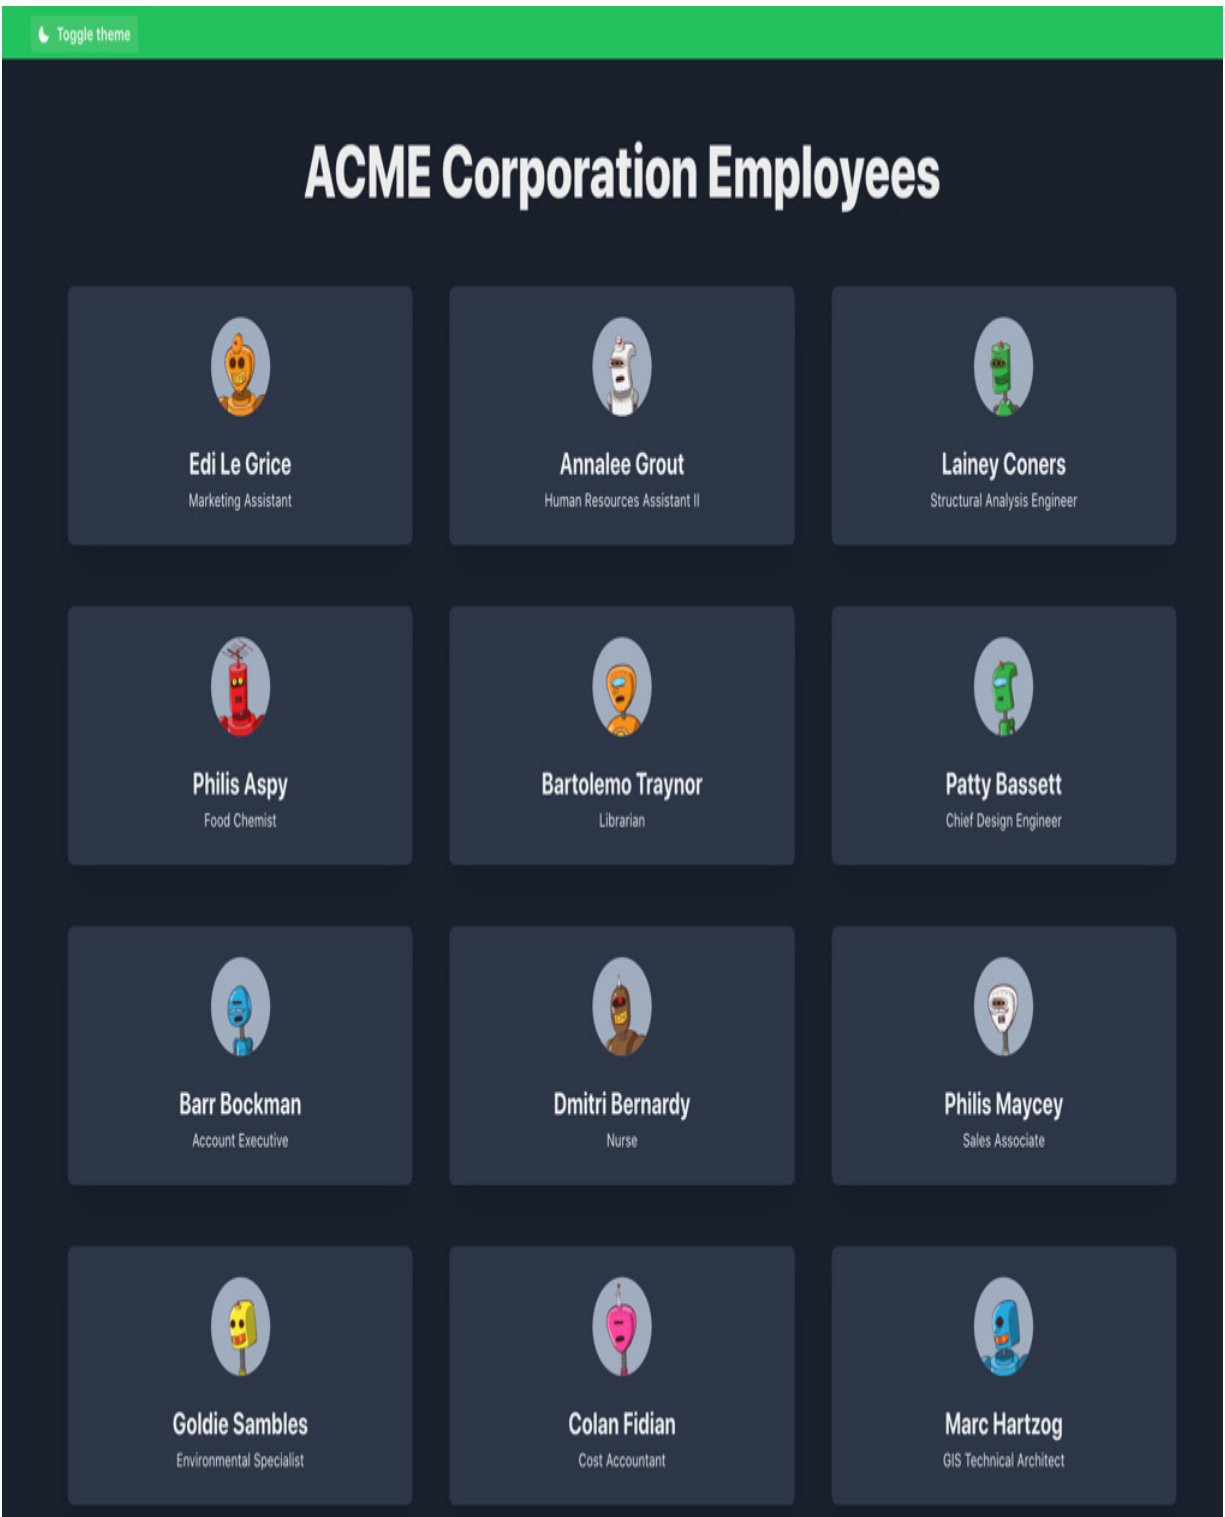 Toggle theme
ACME Corporation Employees
Edi Le Grice
Marketing Assistant
Annalee Grout
Human Resources Assistant II
Lainey Coners
Structural Analysis Engineer
Philis Aspy
Food Chemist
Bartolemo Traynor
Librarian
Patty Bassett
Chief Design Engineer
Barr Bockman
Account Executive
Dmitri Bernardy
Nurse
Philis Maycey
Sales Associate
Goldie Sambles
Environmental Specialist
Colan Fidian
Cost Accountant
Marc Hartzog
GIS Technical Architect